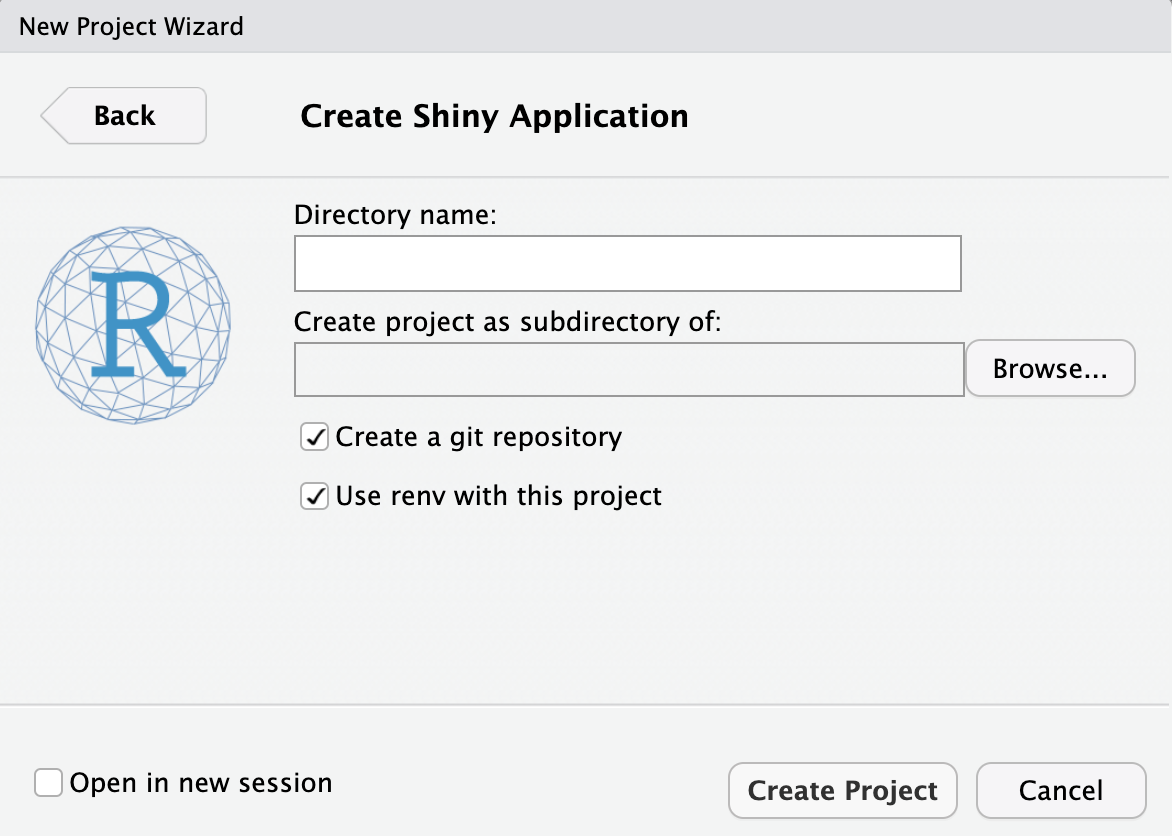 New Project Wizard
Back
Create Shiny Application
R
Directory name:
Create project as subdirectory of:
Browse...
Create a git repository
Use renv with this project
Open in new session
Create Project
Cancel